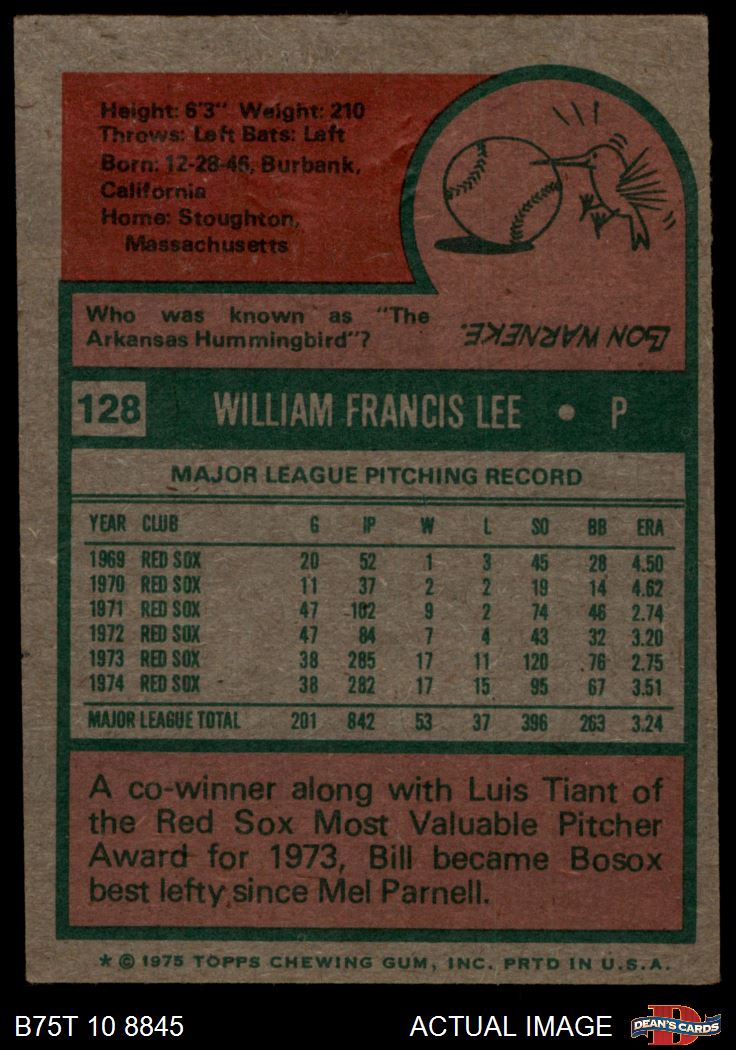 Height: 6'3" Weight: 210
Throws: Left Bats: Left
Born: 12-28-46, Burbank,
California
Home: Stoughton,
Massachusetts
Who was known as "The
Arkansas Hummingbird"?
LON WARNEKE.
128 WILLIAM FRANCIS LEE • P
MAJOR LEAGUE PITCHING RECORD
YEAR CLUB G IP W L SO BB ERA
1969 RED SOX 20 52 1 3 45 28 4.50
1970 RED SOX 11 37 2 2 19 14 4.62
1971 RED SOX 47 102 9 2 74 46 2.74
1972 RED SOX 47 84 7 4 43 32 3.20
1973 RED SOX 38 285 17 11 120 76 2.75
1974 RED SOX 38 282 17 15 95 67 3.51
MAJOR LEAGUE TOTAL 201 842 53 37 396 263 3.24
A co-winner along with Luis Tiant of
the Red Sox Most Valuable Pitcher
Award for 1973, Bill became Bosox
best lefty since Mel Parnell.
* © 1975 TOPPS CHEWING GUM, INC. PRTD IN U.S.A.
B75T 10 8845 ACTUAL IMAGE DEAN'S CARDS